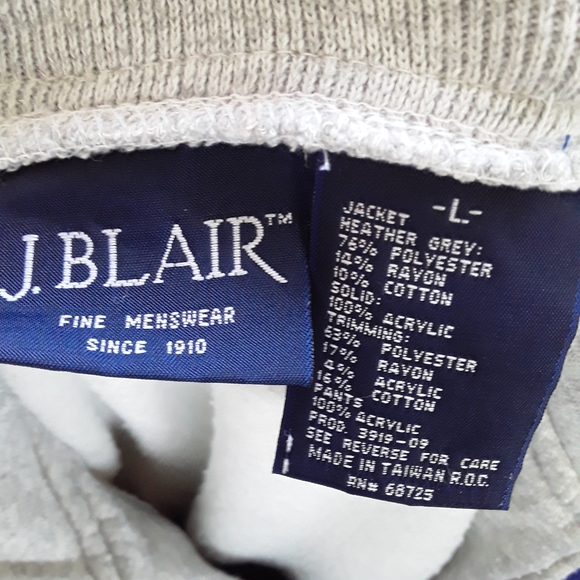 J. BLAIR™
FINE MENSWEAR
SINCE 1910
-L-
JACKET
HEATHER GREY:
76% POLYESTER
14% RAYON
10% COTTON
SOLID:
100% ACRYLIC
TRIMMING:
63% POLYESTER
17% RAYON
4% ACRYLIC
16% COTTON
PANTS
100% ACRYLIC
PROD. 3919-09
SEE REVERSE FOR CARE
MADE IN TAIWAN R.O.C.
RN# 68725